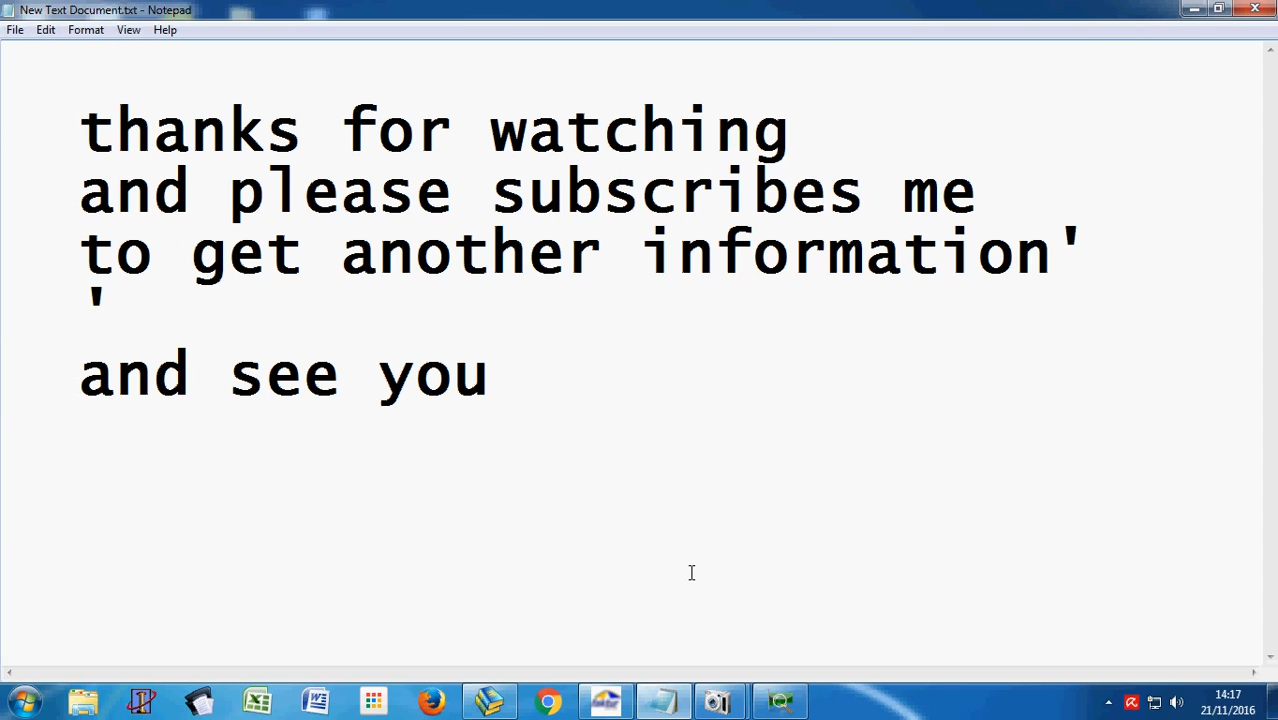 New Text Document.txt - Notepad
File Edit Format View Help
thanks for watching
and please subscribes me
to get another information'
'
and see you
14:17
21/11/2016